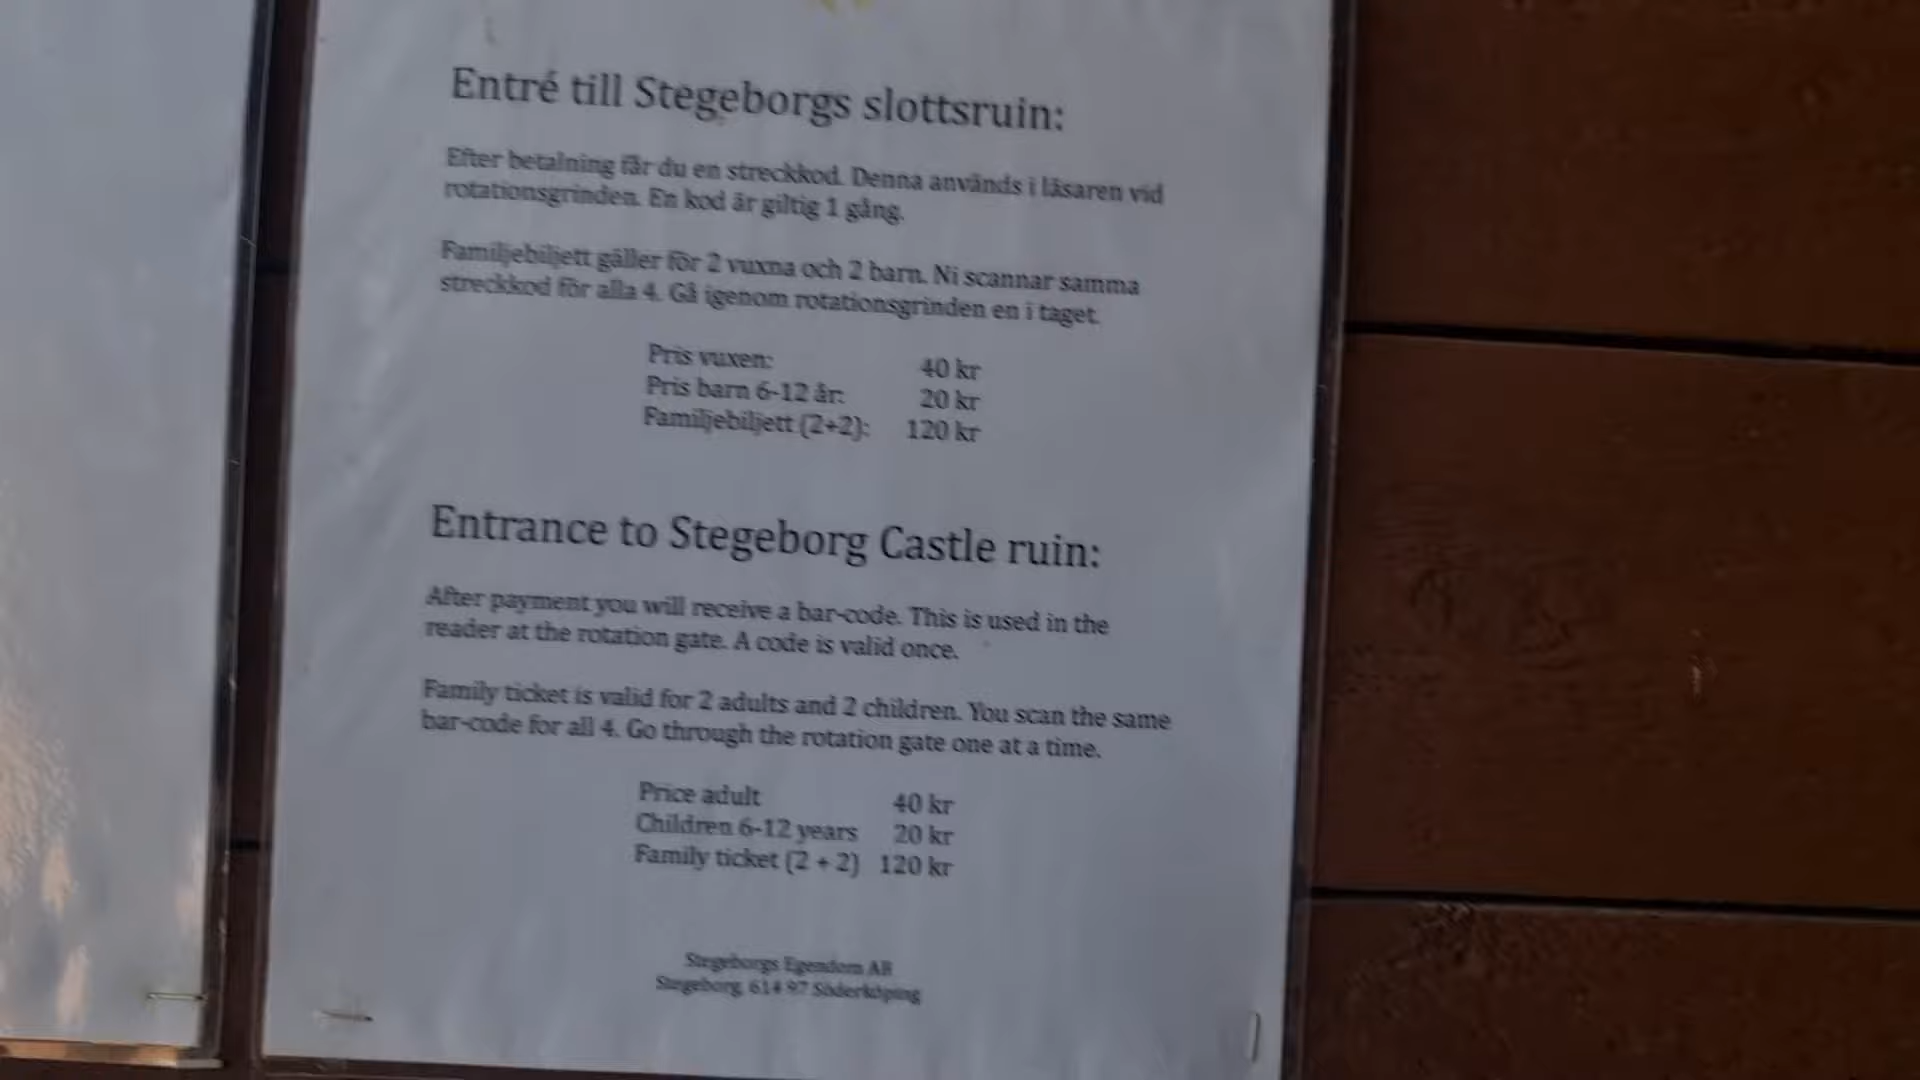 Entré till Stegeborgs slottsruin:
Efter betalning får du en streckkod. Denna används i läsaren vid
rotationsgrinden. En kod är giltig 1 gång.
Familjebiljett gäller för 2 vuxna och 2 barn. Ni scannar samma
streckkod för alla 4. Gå igenom rotationsgrinden en i taget.
Pris vuxen: 40 kr
Pris barn 6-12 år: 20 kr
Familjebiljett (2+2): 120 kr
Entrance to Stegeborg Castle ruin:
After payment you will receive a bar-code. This is used in the
reader at the rotation gate. A code is valid once.
Family ticket is valid for 2 adults and 2 children. You scan the same
bar-code for all 4. Go through the rotation gate one at a time.
Price adult 40 kr
Children 6-12 years 20 kr
Family ticket (2 + 2) 120 kr
Stegeborgs Egendom AB
Stegeborg, 614 97 Söderköping